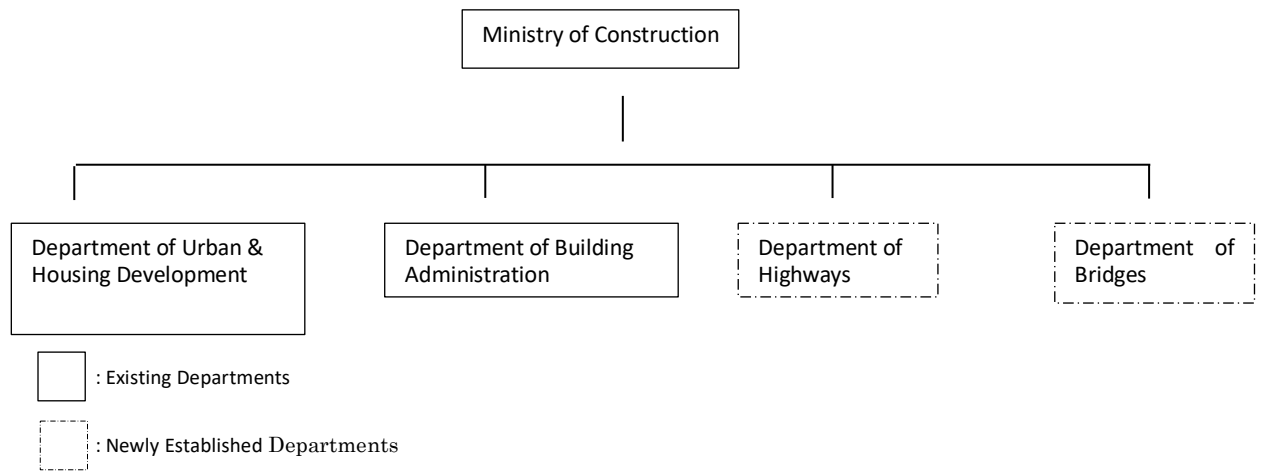 Ministry of Construction
Department of Urban &
Housing Development
Department of Building
Administration
Department of
Highways
Department of
Bridges
: Existing Departments
: Newly Established Departments